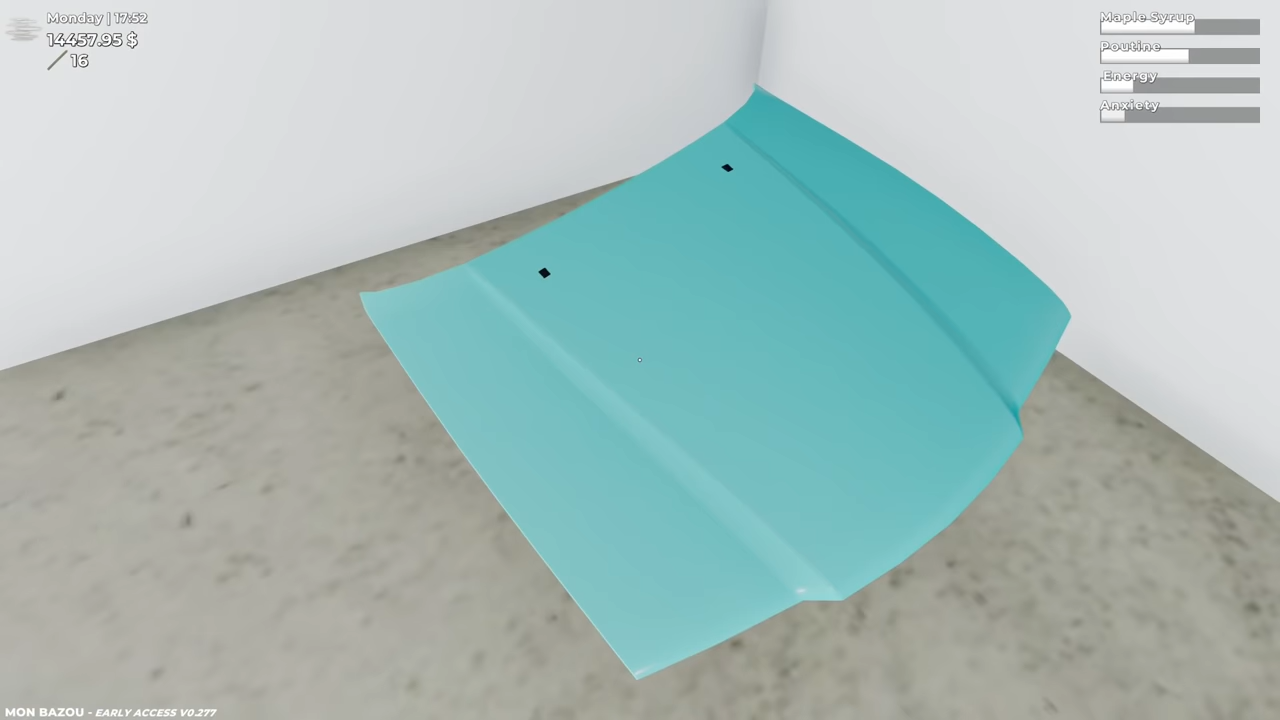 Monday | 17:52
14457.95 $
16
Maple Syrup
Poutine
Energy
Anxiety
MON BAZOU - EARLY ACCESS V0.277